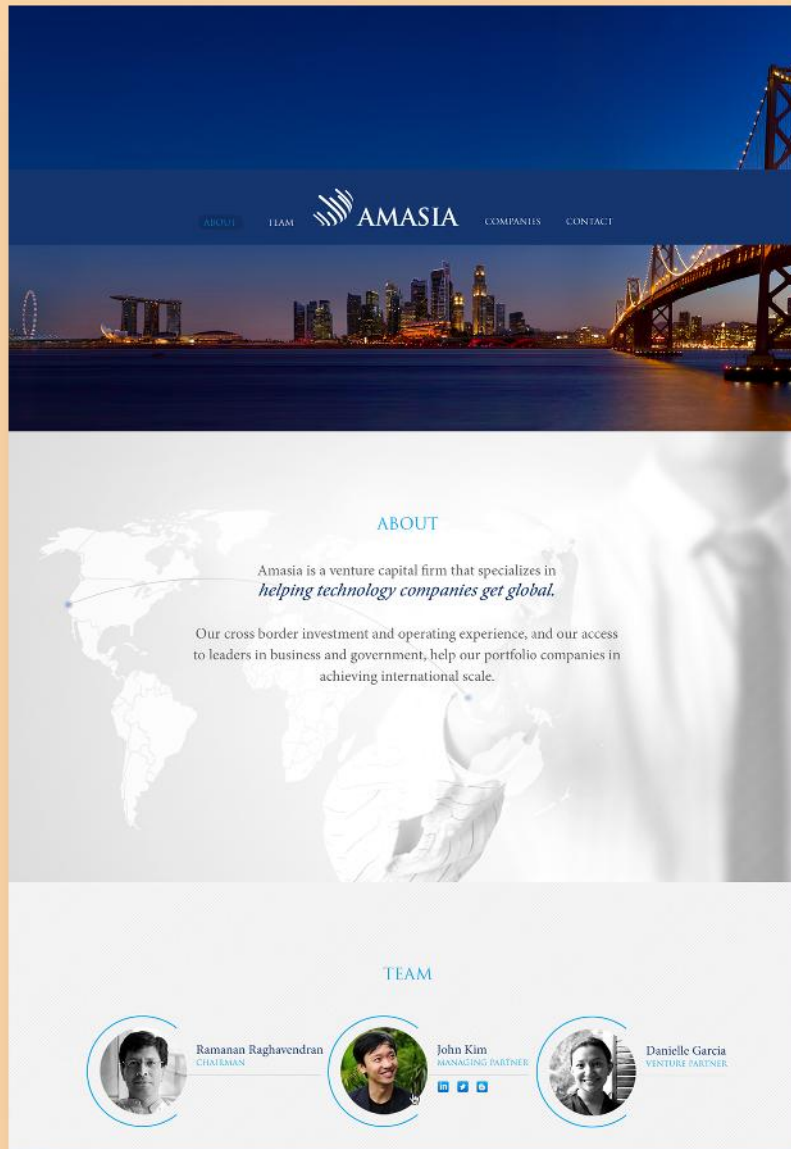 ABOUT TEAM AMASIA COMPANIES CONTACT
ABOUT
Amasia is a venture capital firm that specializes in
helping technology companies get global.
Our cross border investment and operating experience, and our access
to leaders in business and government, help our portfolio companies in
achieving international scale.
TEAM
Ramanan Raghavendran
CHAIRMAN
John Kim
MANAGING PARTNER
in
Danielle Garcia
VENTURE PARTNER